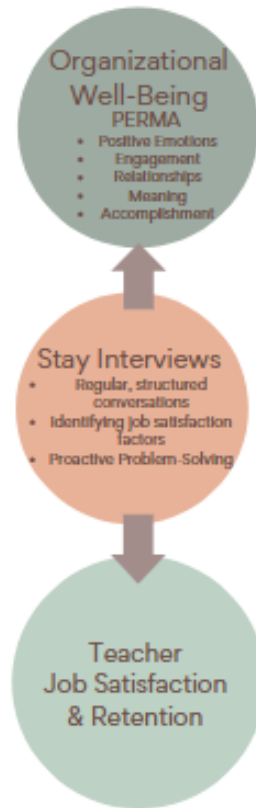 Organizational
Well-Being
PERMA
• Positive Emotions
• Engagement
• Relationships
• Meaning
• Accomplishment
Stay Interviews
• Regular, structured
conversations
• Identifying job satisfaction
factors
• Proactive Problem-Solving
Teacher
Job Satisfaction
& Retention